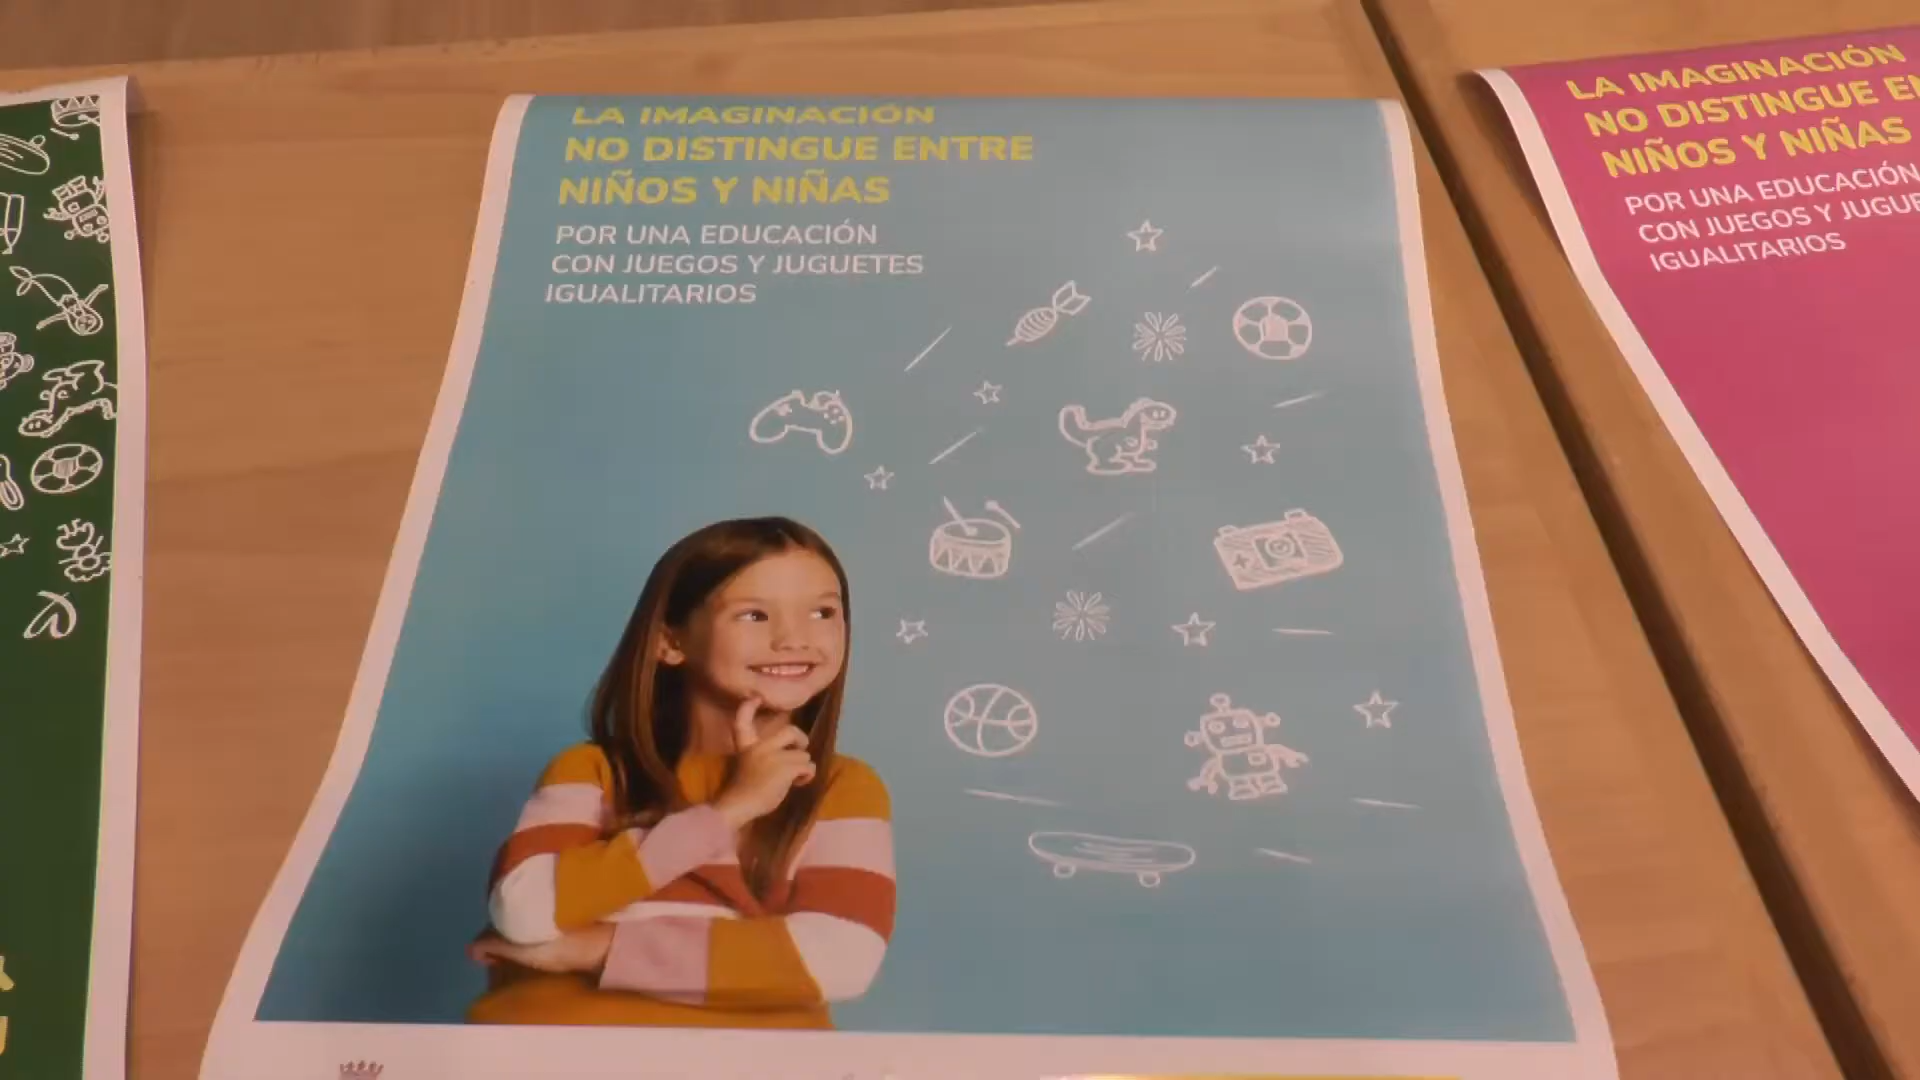 LA IMAGINACIÓN
NO DISTINGUE ENTRE
NIÑOS Y NIÑAS
POR UNA EDUCACIÓN
CON JUEGOS Y JUGUETES
IGUALITARIOS
LA IMAGINACIÓN
NO DISTINGUE
NIÑOS Y NIÑAS
POR UNA EDUCACIÓN
CON JUEGOS Y
IGUALITARIOS